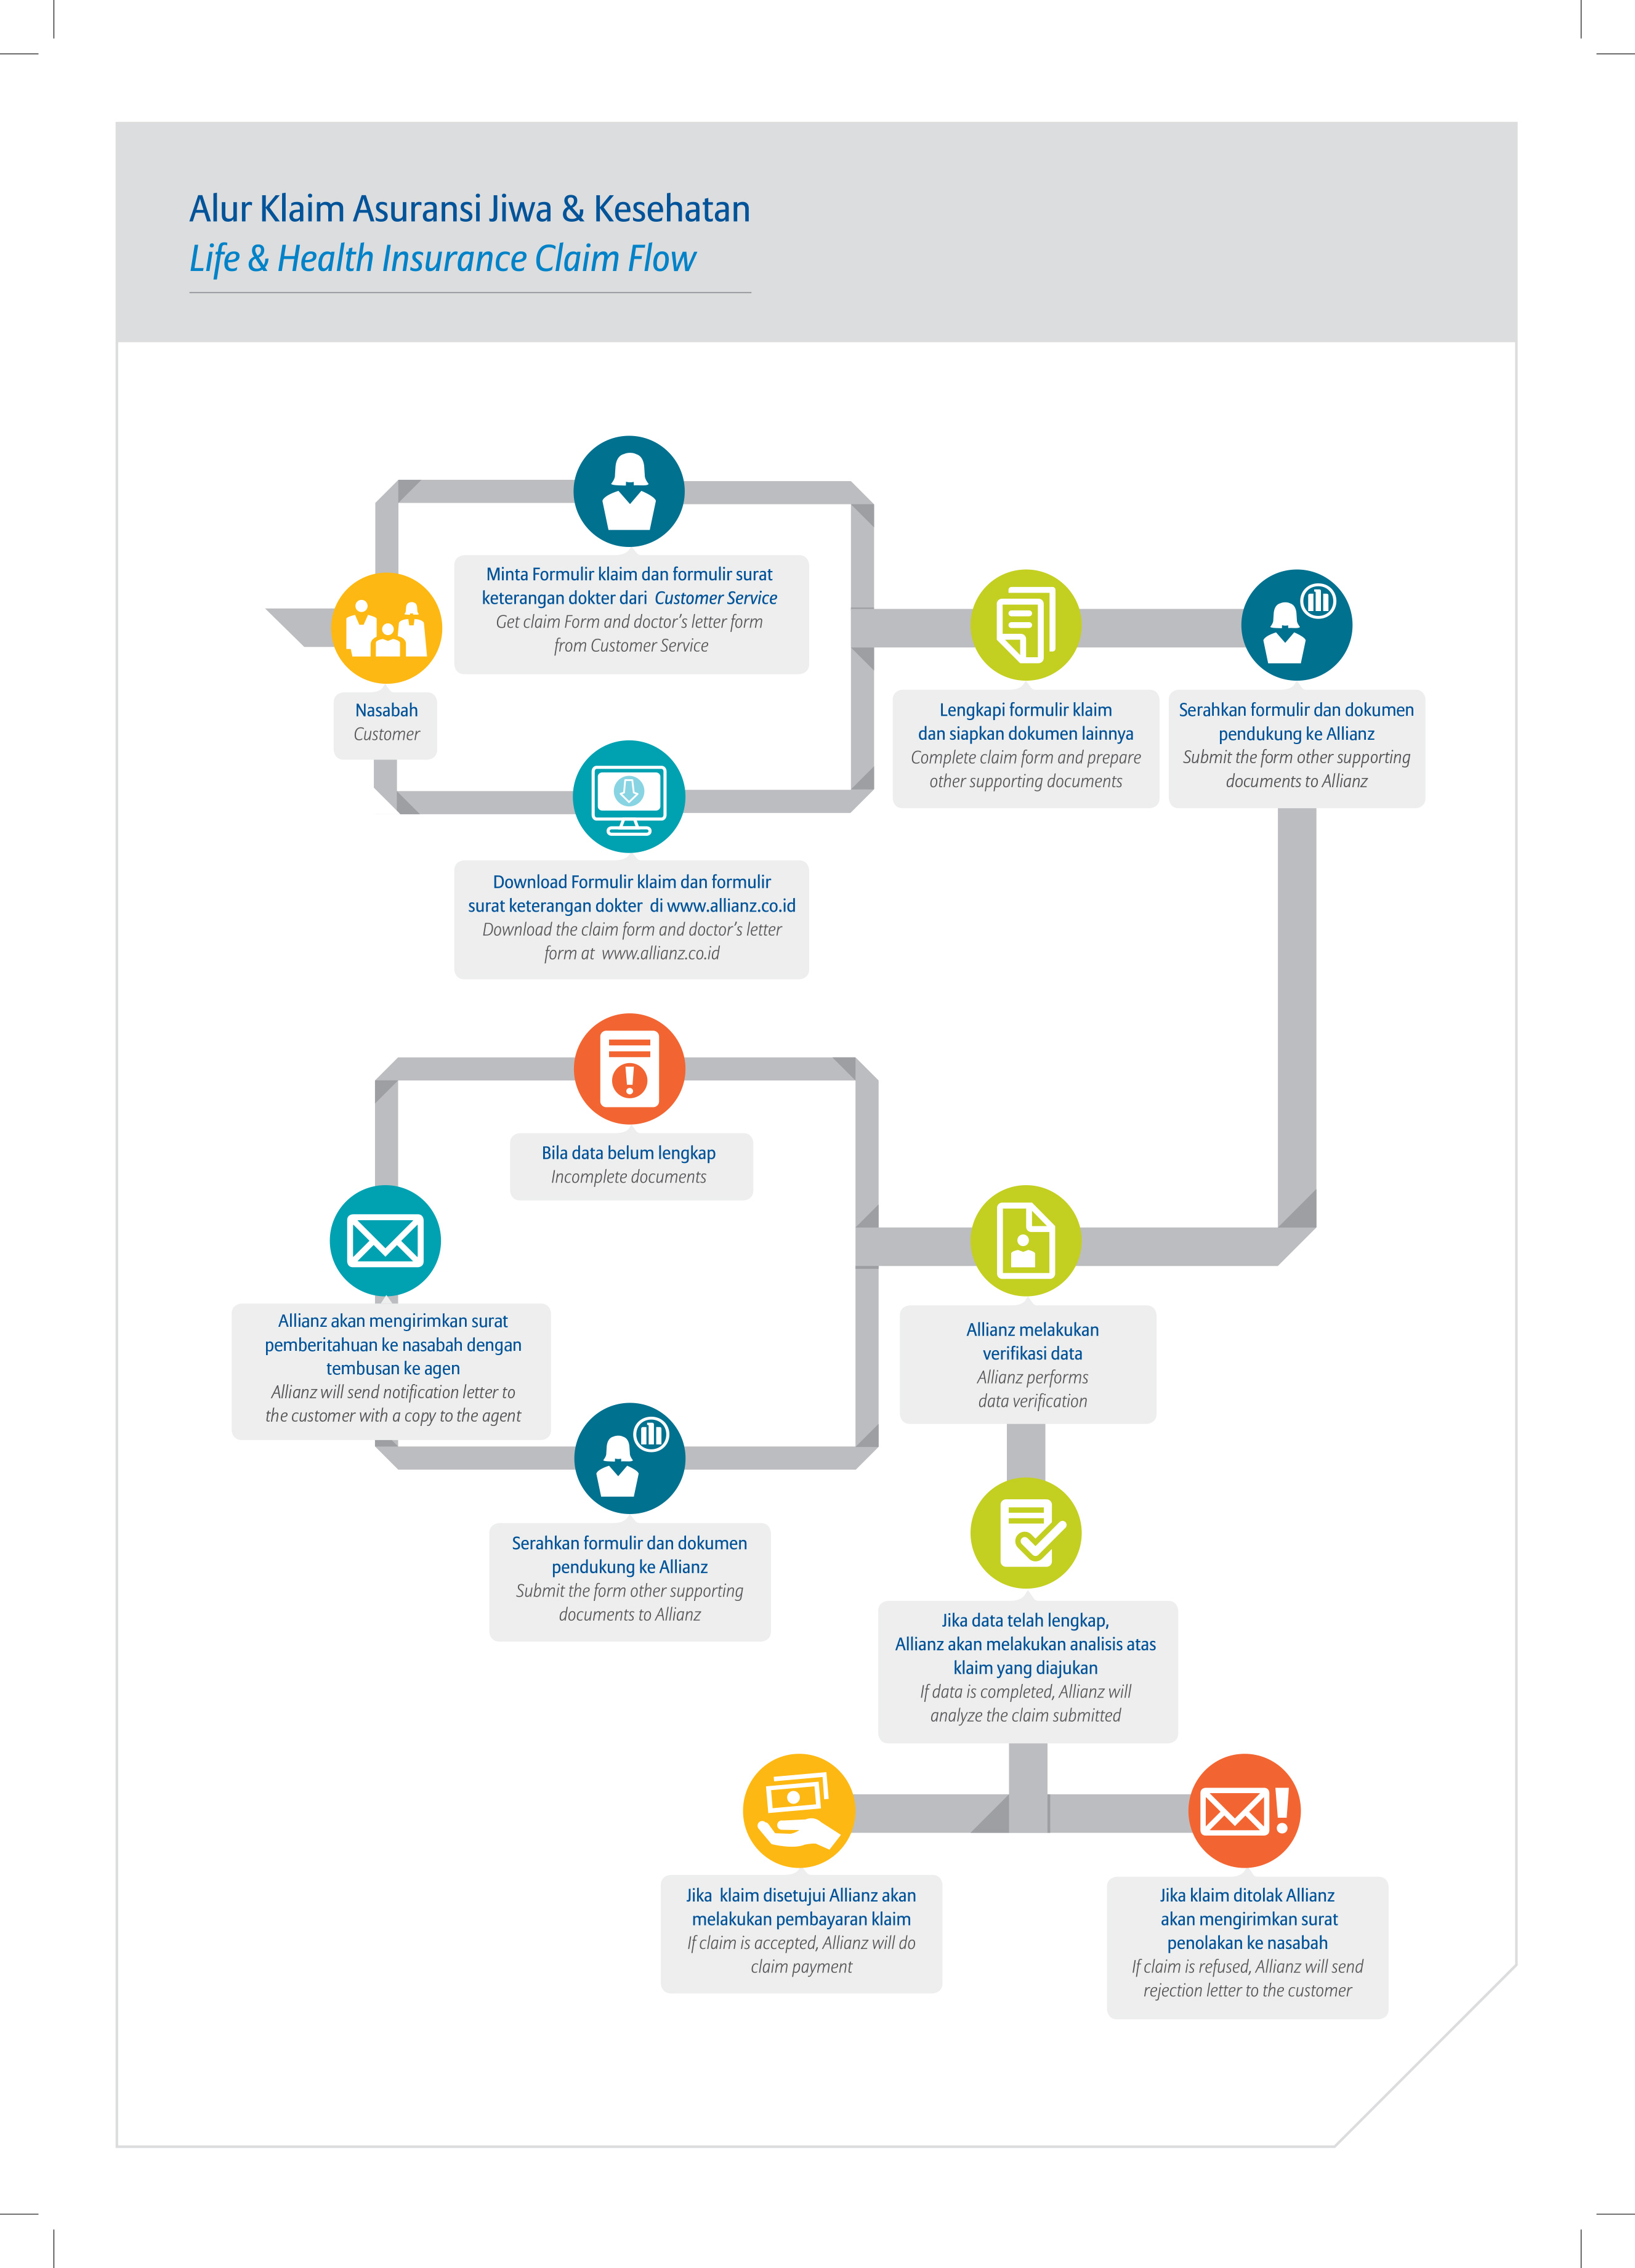 Alur Klaim Asuransi Jiwa & Kesehatan
Life & Health Insurance Claim Flow
Minta Formulir klaim dan formulir surat
keterangan dokter dari Customer Service
Get claim Form and doctor's letter form
from Customer Service
Nasabah
Customer
Lengkapi formulir klaim
dan siapkan dokumen lainnya
Complete claim form and prepare
other supporting documents
Serahkan formulir dan dokumen
pendukung ke Allianz
Submit the form other supporting
documents to Allianz
Download Formulir klaim dan formulir
surat keterangan dokter di www.allianz.co.id
Download the claim form and doctor's letter
form at www.allianz.co.id
Bila data belum lengkap
Incomplete documents
Allianz akan mengirimkan surat
pemberitahuan ke nasabah dengan
tembusan ke agen
Allianz will send notification letter to
the customer with a copy to the agent
Allianz melakukan
verifikasi data
Allianz performs
data verification
Serahkan formulir dan dokumen
pendukung ke Allianz
Submit the form other supporting
documents to Allianz
Jika data telah lengkap,
Allianz akan melakukan analisis atas
klaim yang diajukan
If data is completed, Allianz will
analyze the claim submitted
Jika klaim disetujui Allianz akan
melakukan pembayaran klaim
If claim is accepted, Allianz will do
claim payment
Jika klaim ditolak Allianz
akan mengirimkan surat
penolakan ke nasabah
If claim is refused, Allianz will send
rejection letter to the customer